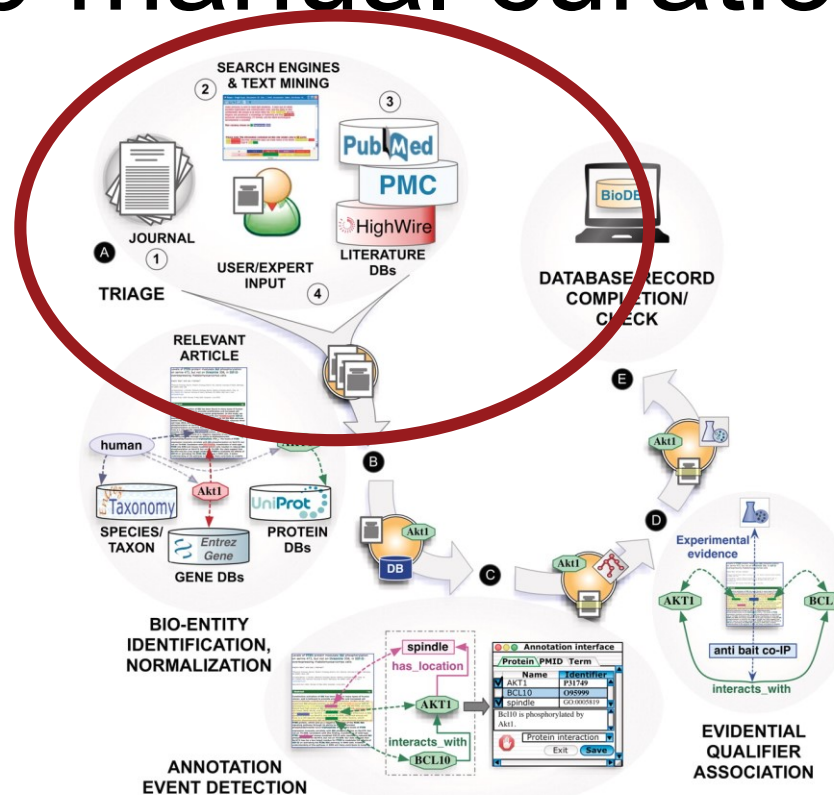 manual curatio
SEARCH ENGINES
& TEXT MINING
2
3
PubMed
PMC
HighWire
LITERATURE
DBs
JOURNAL
1
A
TRIAGE
USER/EXPERT
INPUT
4
BioDB
DATABASE RECORD
COMPLETION/
CHECK
E
RELEVANT
ARTICLE
human
Akt1
Taxonomy
UniProt
SPECIES/
TAXON
Entrez
Gene
PROTEIN
DBs
GENE DBs
BIO-ENTITY
IDENTIFICATION,
NORMALIZATION
B
Akt1
DB
C
Akt1
D
Akt1
Experimental
evidence
AKT1
BCL
anti bait co-IP
interacts_with
EVIDENTIAL
QUALIFIER
ASSOCIATION
spindle
has_location
AKT1
interacts_with
BCL10
Annotation interface
Protein PMID Term
Name Identifier
AKT1 P31749
BCL10 O95999
spindle GO:0005819
Bcl10 is phosphorylated by
Akt1.
Protein interaction
Exit Save
ANNOTATION
EVENT DETECTION